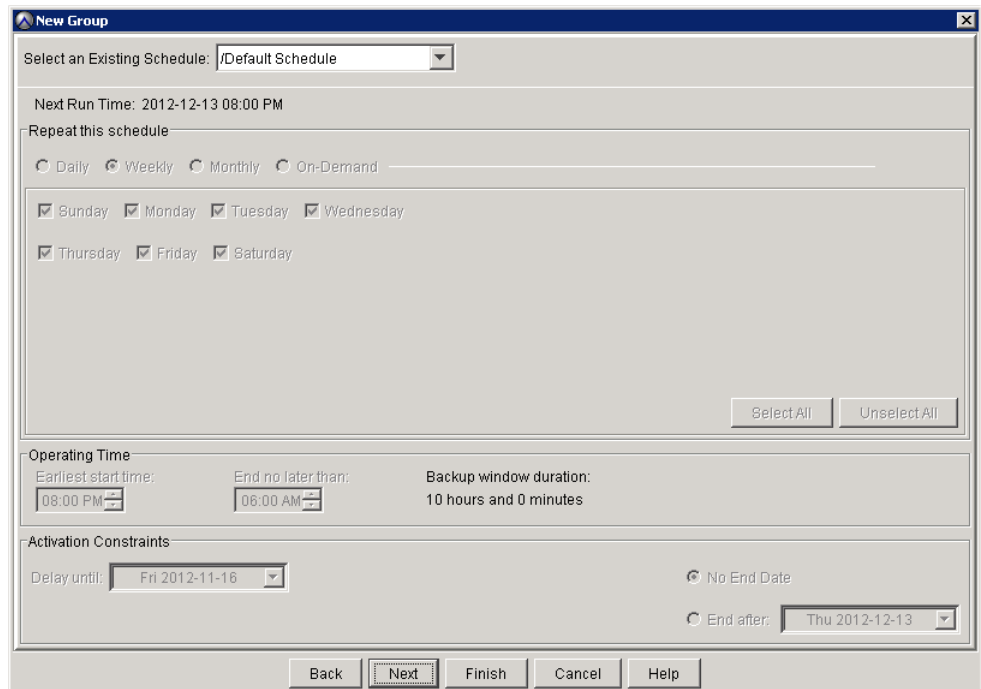 New Group
Select an Existing Schedule: /Default Schedule
Next Run Time: 2012-12-13 08:00 PM
Repeat this schedule
Daily Weekly Monthly On-Demand
Sunday Monday Tuesday Wednesday
Thursday Friday Saturday
Select All Unselect All
Operating Time
Earliest start time: End no later than: Backup window duration:
08:00 PM 06:00 AM 10 hours and 0 minutes
Activation Constraints
Delay until: Fri 2012-11-16 No End Date
End after: Thu 2012-12-13
Back Next Finish Cancel Help